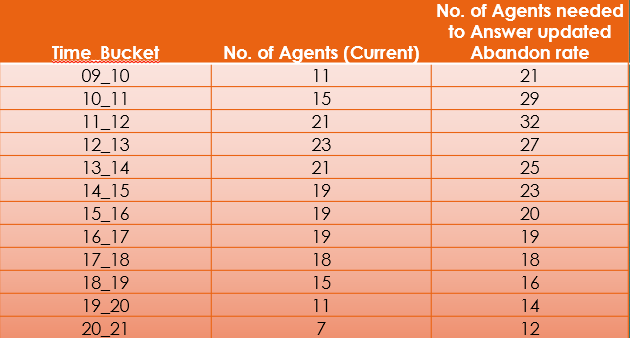 Time_Bucket No. of Agents (Current) No. of Agents needed to Answer updated Abandon rate
09_10 11 21
10_11 15 29
11_12 21 32
12_13 23 27
13_14 21 25
14_15 19 23
15_16 19 20
16_17 19 19
17_18 18 18
18_19 15 16
19_20 11 14
20_21 7 12